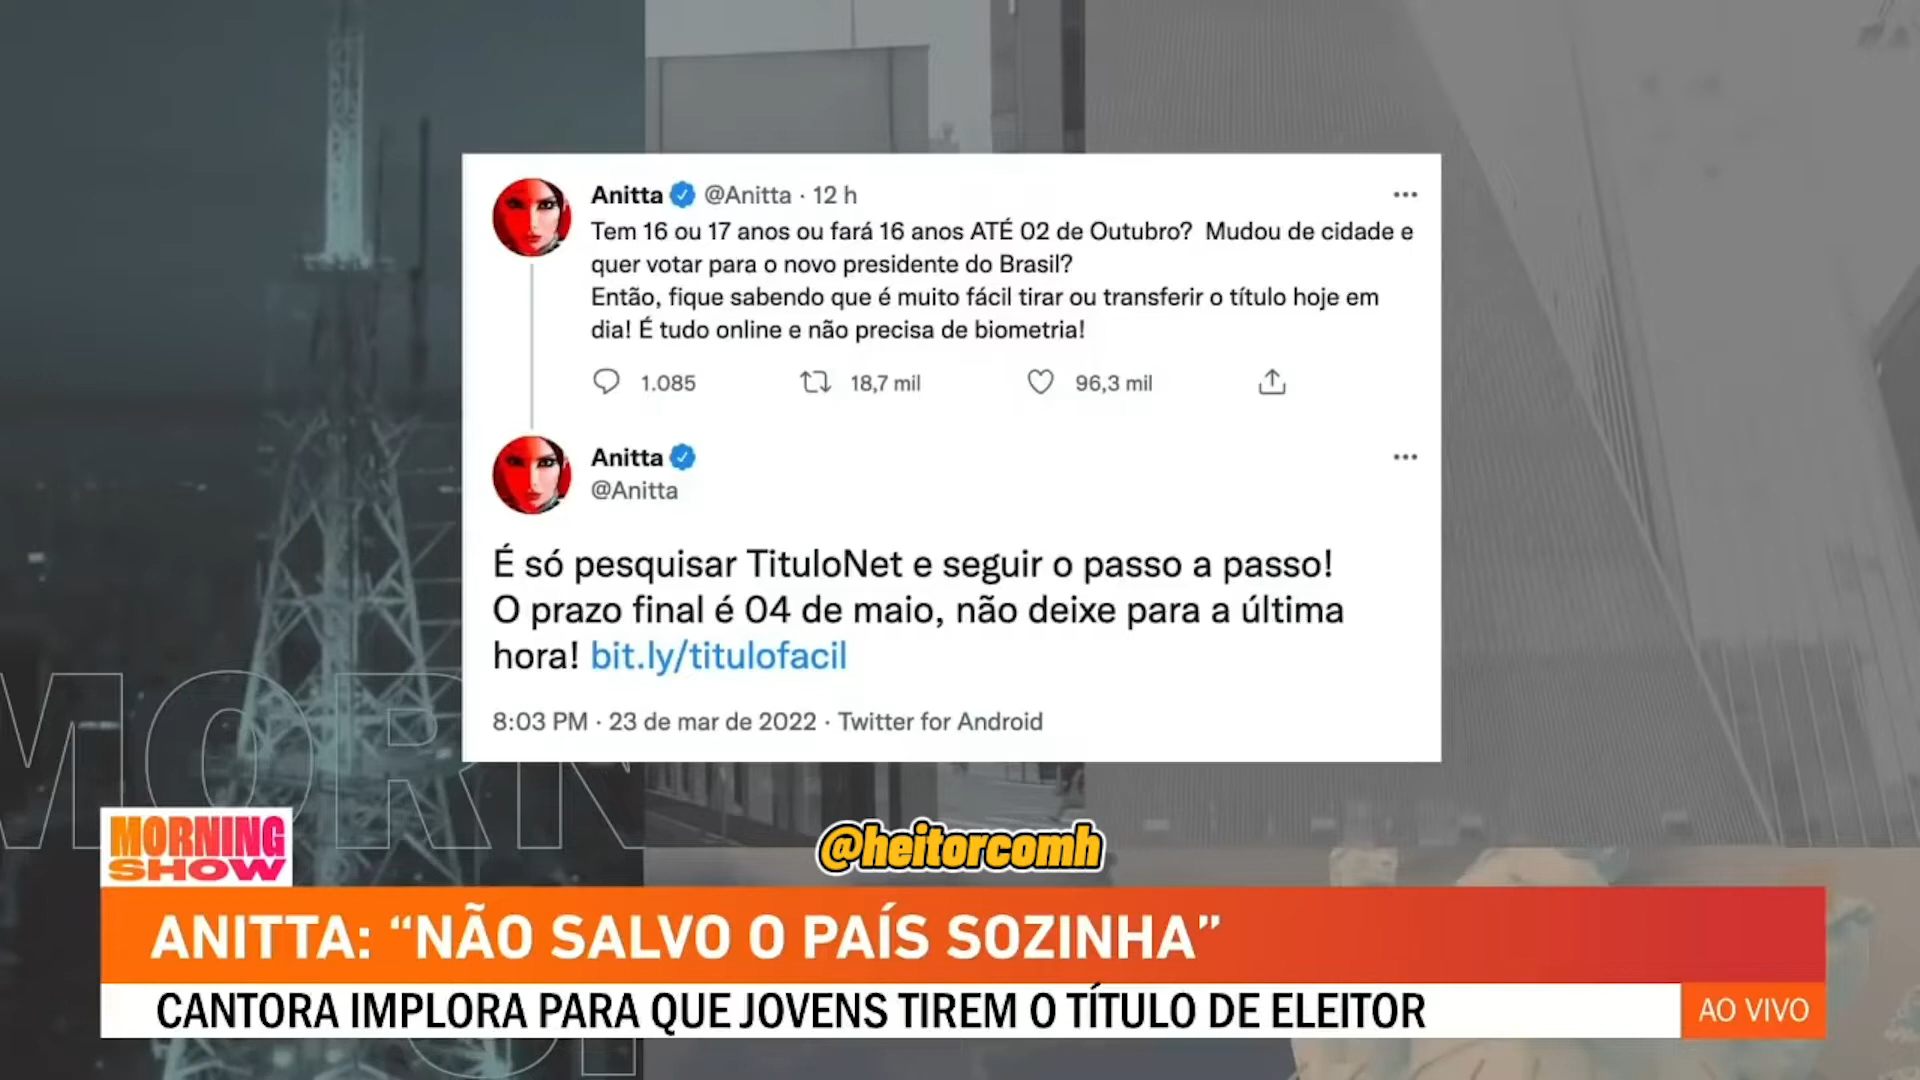 Anitta @Anitta · 12 h
Tem 16 ou 17 anos ou fará 16 anos ATÉ 02 de Outubro? Mudou de cidade e
quer votar para o novo presidente do Brasil?
Então, fique sabendo que é muito fácil tirar ou transferir o título hoje em
dia! É tudo online e não precisa de biometria!
1.085 18,7 mil 96,3 mil
Anitta
@Anitta
É só pesquisar TituloNet e seguir o passo a passo!
O prazo final é 04 de maio, não deixe para a última
hora! bit.ly/titulofacil
8:03 PM · 23 de mar de 2022 · Twitter for Android
MORN
MORNING
SHOW
@heitorcomh
ANITTA: “NÃO SALVO O PAÍS SOZINHA”
CANTORA IMPLORA PARA QUE JOVENS TIREM O TÍTULO DE ELEITOR
AO VIVO